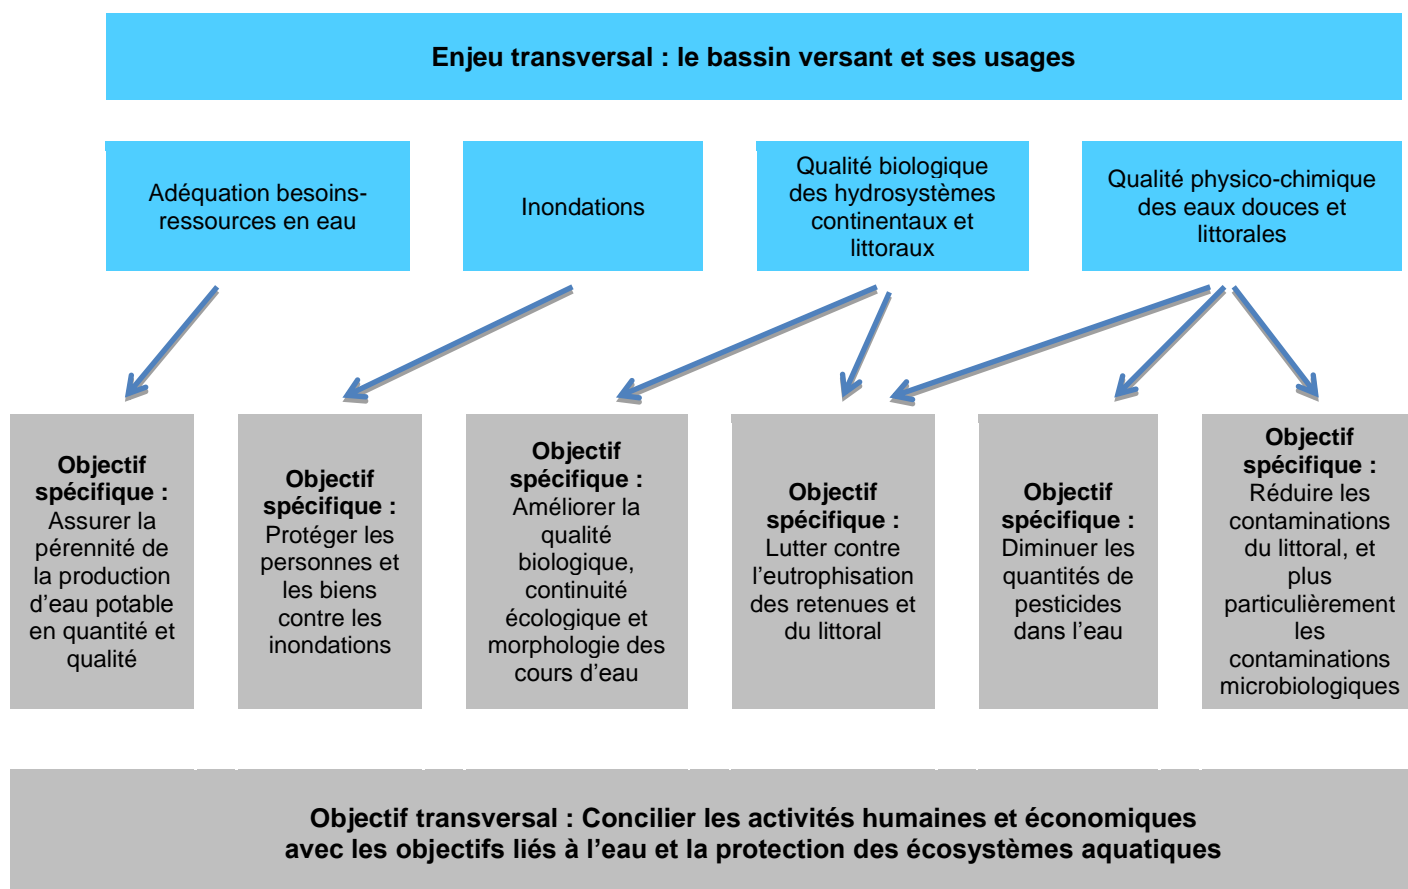 Enjeu transversal : le bassin versant et ses usages
Adéquation besoins-
ressources en eau
Inondations
Qualité biologique
des hydrosystèmes
continentaux et
littoraux
Qualité physico-chimique
des eaux douces et
littorales
Objectif
spécifique :
Assurer la
pérennité de
la production
d’eau potable
en quantité et
qualité
Objectif
spécifique :
Protéger les
personnes et
les biens
contre les
inondations
Objectif
spécifique :
Améliorer la
qualité
biologique,
continuité
écologique et
morphologie des
cours d’eau
Objectif
spécifique :
Lutter contre
l’eutrophisation
des retenues et
du littoral
Objectif
spécifique :
Diminuer les
quantités de
pesticides
dans l’eau
Objectif
spécifique :
Réduire les
contaminations
du littoral, et
plus
particulièrement
les
contaminations
microbiologiques
Objectif transversal : Concilier les activités humaines et économiques
avec les objectifs liés à l’eau et la protection des écosystèmes aquatiques